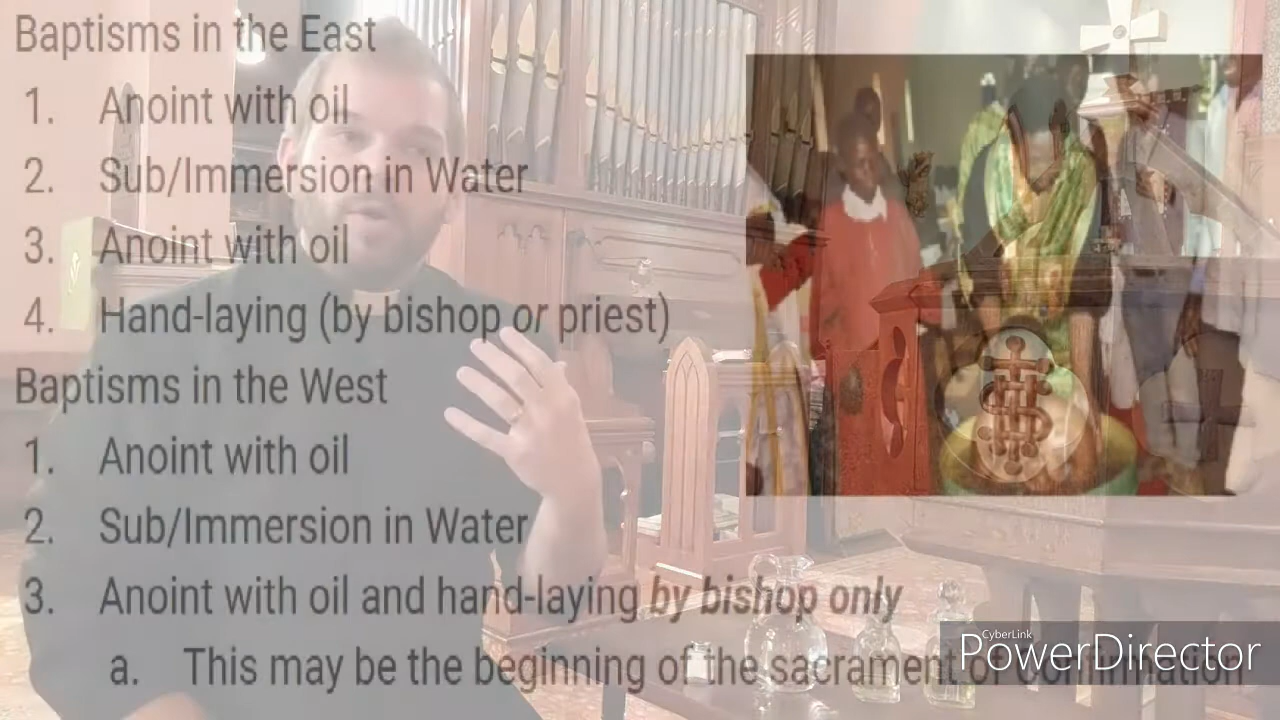 Baptisms in the East
1. Anoint with oil
2. Sub/Immersion in Water
3. Anoint with oil
4. Hand-laying (by bishop or priest)
Baptisms in the West
1. Anoint with oil
2. Sub/Immersion in Water
3. Anoint with oil and hand-laying by bishop only
a. This may be the beginning of the sacrament of Confirmation
CyberLink
PowerDirector